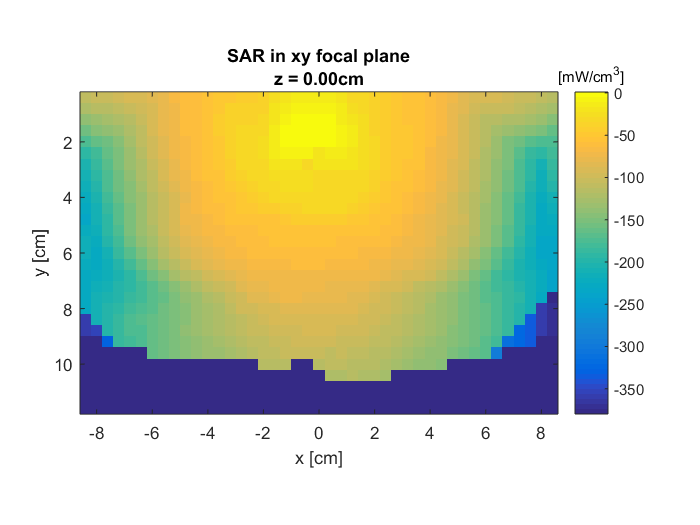 SAR in xy focal plane
z = 0.00cm
[mW/cm³]
0
-50
-100
-150
-200
-250
-300
-350
y [cm]
2
4
6
8
10
-8 -6 -4 -2 0 2 4 6 8
x [cm]